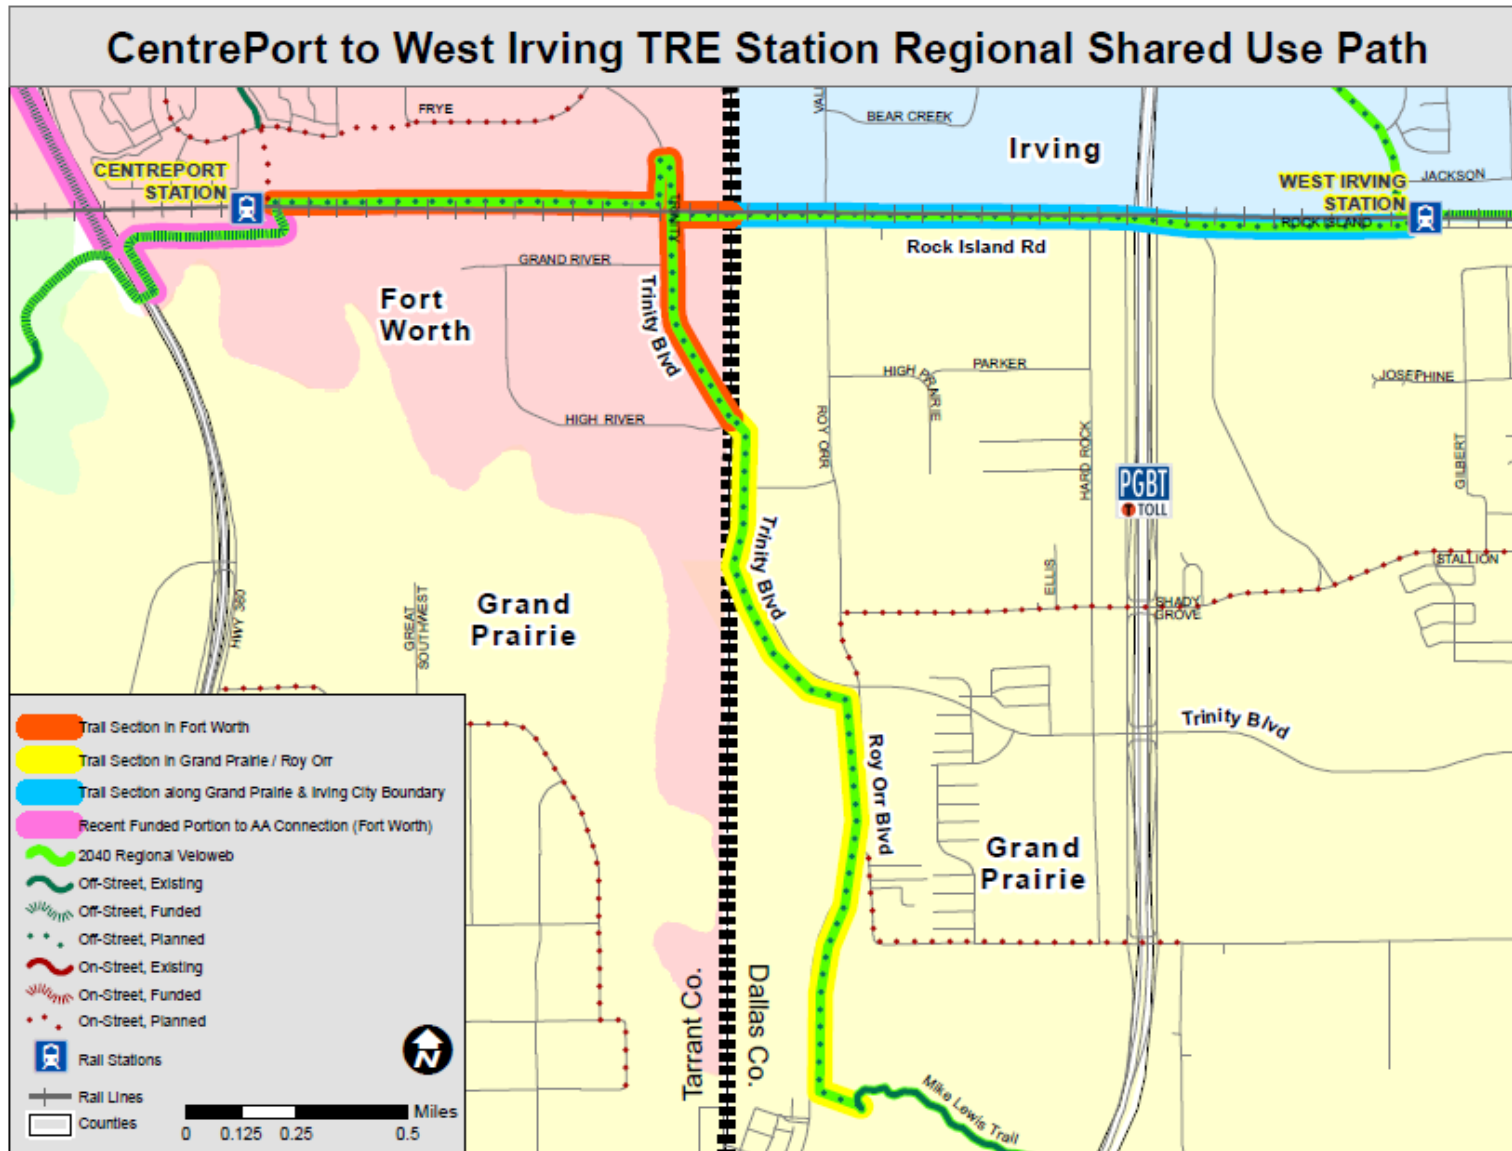 CentrePort to West Irving TRE Station Regional Shared Use Path
FRYE
VALL
BEAR CREEK
Irving
CENTREPORT
STATION
WEST IRVING
STATION
JACKSON
TRINITY
ROCK ISLAND
Rock Island Rd
GRAND RIVER
Fort
Worth
Trinity Blvd
HIGH PRAIRIE
PARKER
JOSEPHINE
HIGH RIVER
ROY ORR
HARD ROCK
GILBERT
PGBT
T TOLL
Trinity Blvd
STALLION
ELLIS
SHADY
GROVE
HWY 360
GREAT
SOUTHWEST
Grand
Prairie
Trinity Blvd
Roy Orr Blvd
Grand
Prairie
Tarrant Co.
Dallas Co.
Mike Lewis Trail
Trail Section in Fort Worth
Trail Section in Grand Prairie / Roy Orr
Trail Section along Grand Prairie & Irving City Boundary
Recent Funded Portion to AA Connection (Fort Worth)
2040 Regional Veloweb
Off-Street, Existing
Off-Street, Funded
Off-Street, Planned
On-Street, Existing
On-Street, Funded
On-Street, Planned
N
Rail Stations
Rail Lines
Counties
Miles
0 0.125 0.25 0.5